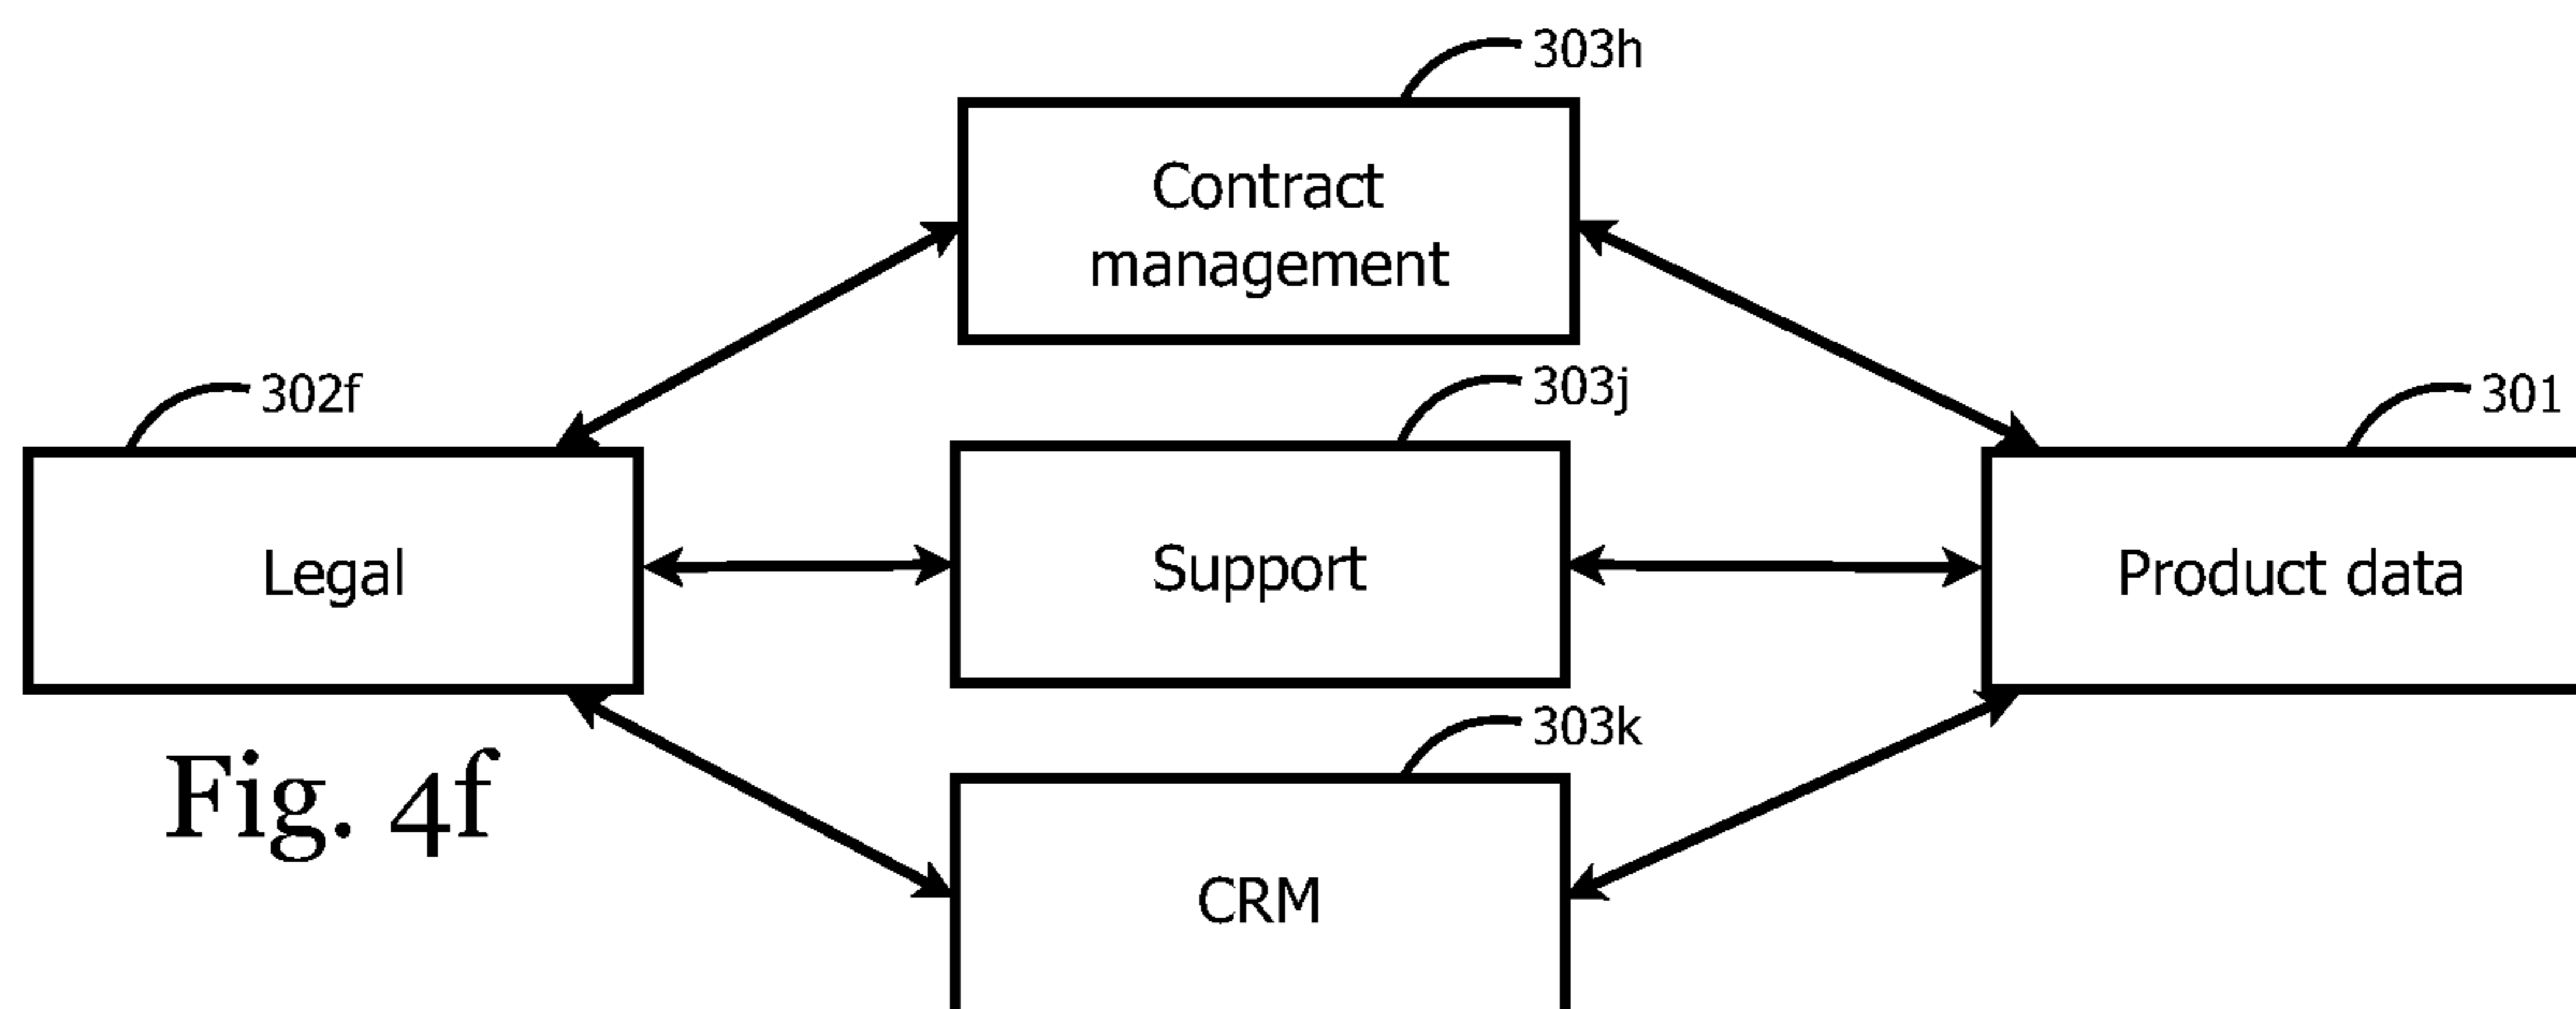 303h
Contract
management
302f
303j
301
Legal
Support
Product data
303k
Fig. 4f
CRM